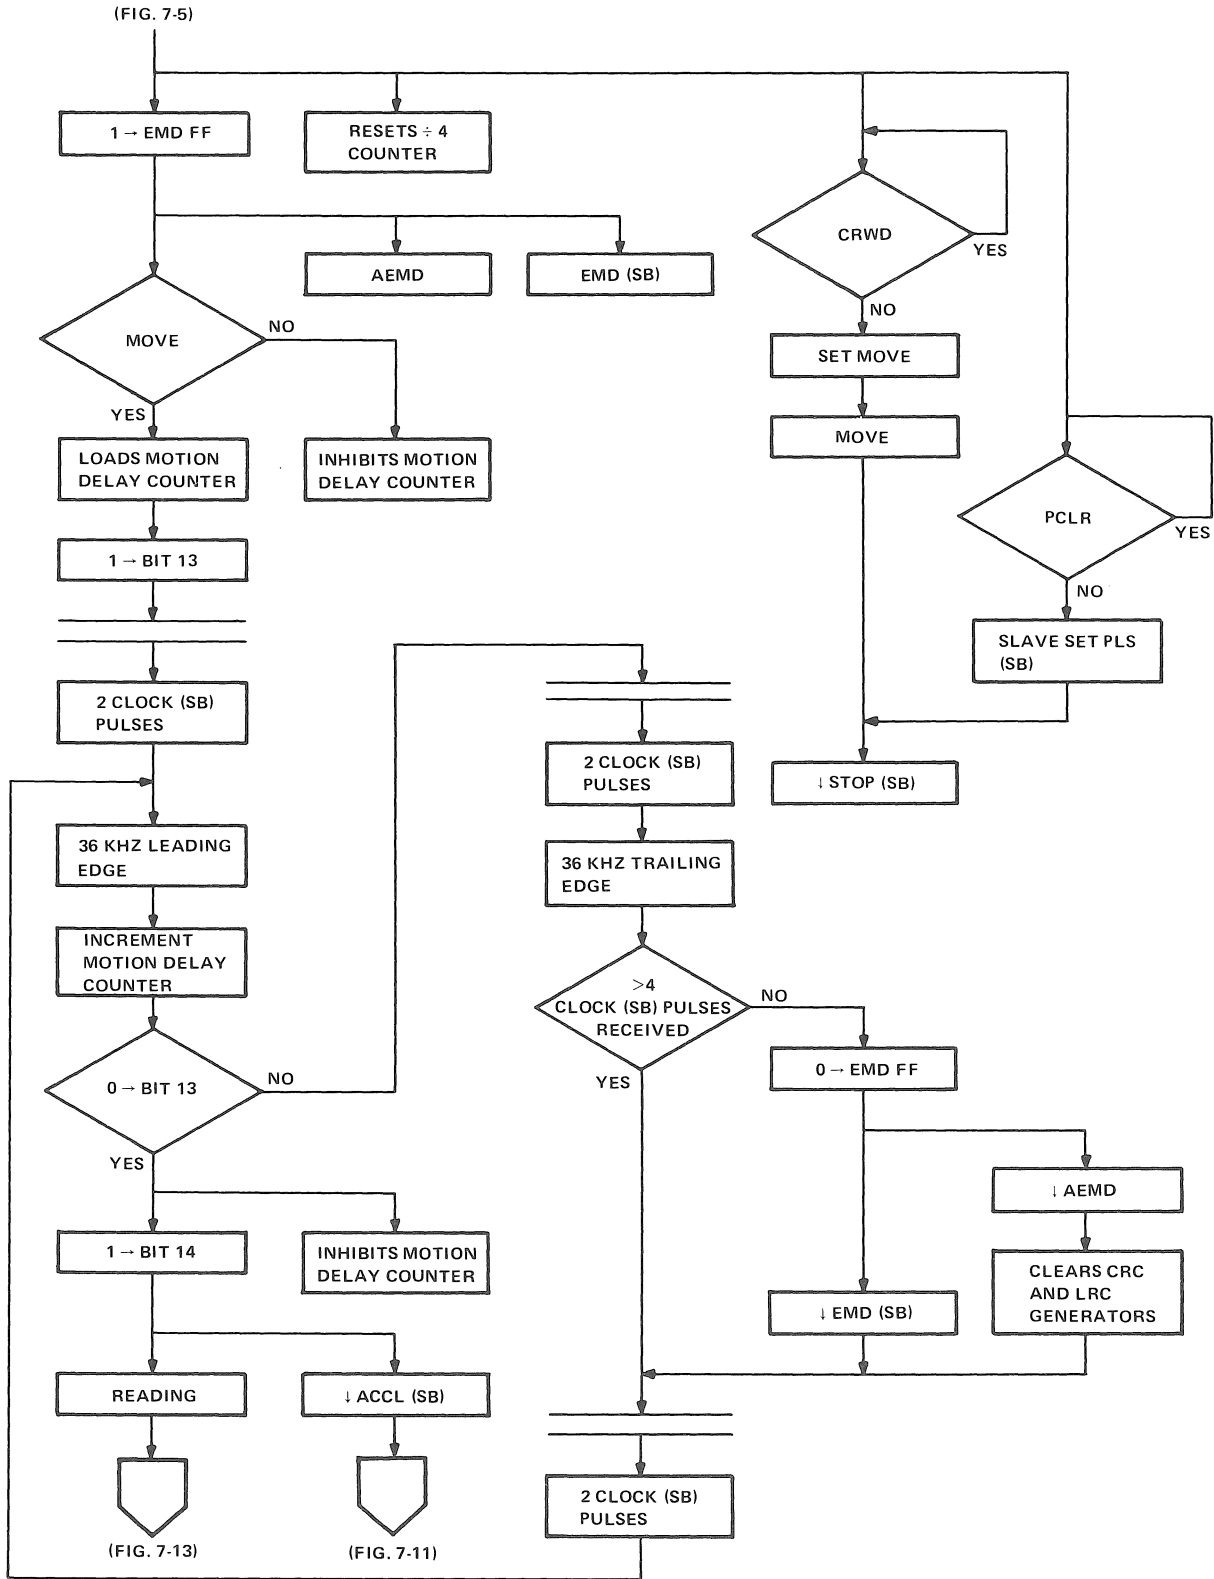 (FIG. 7-5)
1 → EMD FF
RESETS ÷ 4
COUNTER
CRWD
YES
NO
AEMD
EMD (SB)
MOVE
NO
YES
SET MOVE
MOVE
LOADS MOTION
DELAY COUNTER
INHIBITS MOTION
DELAY COUNTER
PCLR
YES
NO
1 → BIT 13
SLAVE SET PLS
(SB)
2 CLOCK (SB)
PULSES
2 CLOCK (SB)
PULSES
↓ STOP (SB)
36 KHZ LEADING
EDGE
36 KHZ TRAILING
EDGE
INCREMENT
MOTION DELAY
COUNTER
>4
CLOCK (SB) PULSES
RECEIVED
NO
YES
0 → BIT 13
NO
YES
0 → EMD FF
↓ AEMD
1 → BIT 14
INHIBITS MOTION
DELAY COUNTER
CLEARS CRC
AND LRC
GENERATORS
↓ EMD (SB)
READING
↓ ACCL (SB)
2 CLOCK (SB)
PULSES
(FIG. 7-13)
(FIG. 7-11)